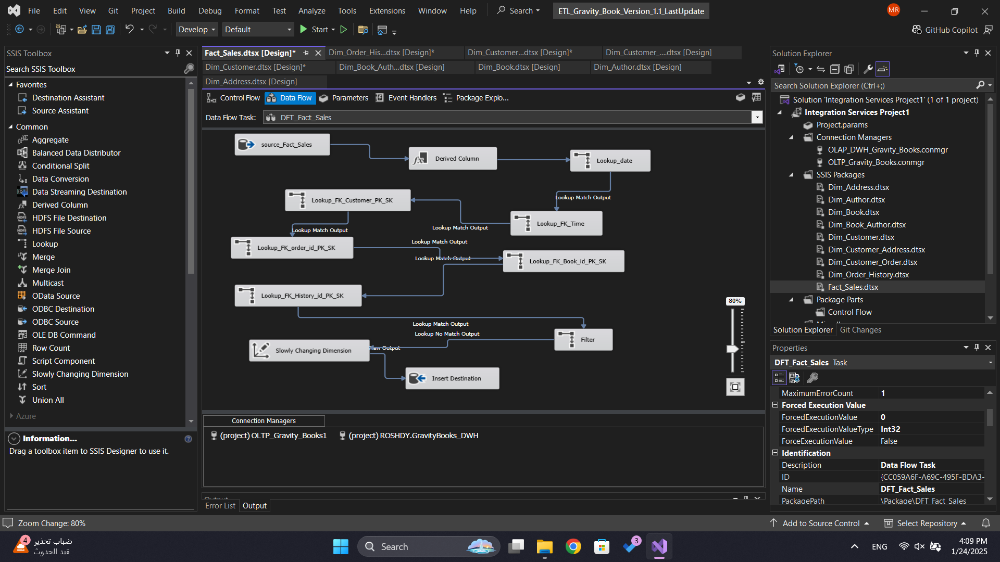 File Edit View Git Project Build Debug Format Test Analyze Tools Extensions Window Help Search ETL_Gravity_Book_Version_1.1_LastUpdate MR
Develop Default Start GitHub Copilot
SSIS Toolbox
Search SSIS Toolbox
Favorites
Destination Assistant
Source Assistant
Common
Aggregate
Balanced Data Distributor
Conditional Split
Data Conversion
Data Streaming Destination
Derived Column
HDFS File Destination
HDFS File Source
Lookup
Merge
Merge Join
Multicast
OData Source
ODBC Destination
ODBC Source
OLE DB Command
Row Count
Script Component
Slowly Changing Dimension
Sort
Union All
Azure
Information...
Drag a toolbox item to SSIS Designer to use it.
Fact_Sales.dtsx [Design]* Dim_Order_His...dtsx [Design]* Dim_Customer...dtsx [Design]* Dim_Customer_....dtsx [Design]
Dim_Customer.dtsx [Design]* Dim_Book_Auth...dtsx [Design] Dim_Book.dtsx [Design] Dim_Author.dtsx [Design]
Dim_Address.dtsx [Design]
Control Flow Data Flow Parameters Event Handlers Package Explo...
Data Flow Task: DFT_Fact_Sales
source_Fact_Sales
Derived Column
Lookup_date
Lookup Match Output
Lookup_FK_Customer_PK_SK
Lookup_FK_Time
Lookup Match Output
Lookup Match Output
Lookup Match Output
Lookup_FK_order_id_PK_SK
Lookup Match Output
Lookup_FK_Book_id_PK_SK
Lookup_FK_History_id_PK_SK
Lookup Match Output
Lookup No Match Output
Filter
New Output
Slowly Changing Dimension
Insert Destination
80%
Connection Managers
(project) OLTP_Gravity_Books1 (project) ROSHDY.GravityBooks_DWH
Output
Error List Output
Solution Explorer
Search Solution Explorer (Ctrl+;)
Solution 'Integration Services Project1' (1 of 1 project)
Integration Services Project1
Project.params
Connection Managers
OLAP_DWH_Gravity_Books.conmgr
OLTP_Gravity_Books.conmgr
SSIS Packages
Dim_Address.dtsx
Dim_Author.dtsx
Dim_Book.dtsx
Dim_Book_Author.dtsx
Dim_Customer.dtsx
Dim_Customer_Address.dtsx
Dim_Customer_Order.dtsx
Dim_Order_History.dtsx
Fact_Sales.dtsx
Package Parts
Control Flow
Solution Explorer Git Changes
Properties
DFT_Fact_Sales Task
MaximumErrorCount 1
Forced Execution Value
ForcedExecutionValue 0
ForcedExecutionValueType Int32
ForceExecutionValue False
Identification
Description Data Flow Task
ID {CC059A6F-A69C-495F-BDA3-
Name DFT_Fact_Sales
PackagePath \Package\DFT_Fact_Sales
Zoom Change: 80% Add to Source Control Select Repository
4
ضباب تحذير
قيد الحدوث
Search
3
ENG
4:09 PM
1/24/2025